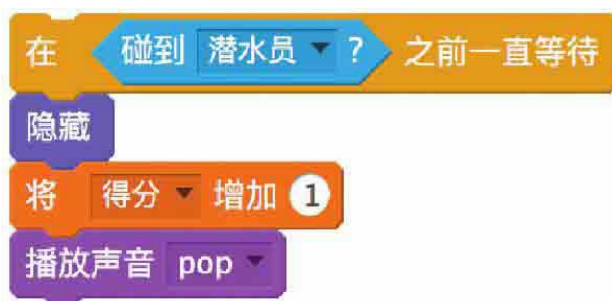 在 碰到 潜水员 ? 之前一直等待
隐藏
将 得分 增加 1
播放声音 pop